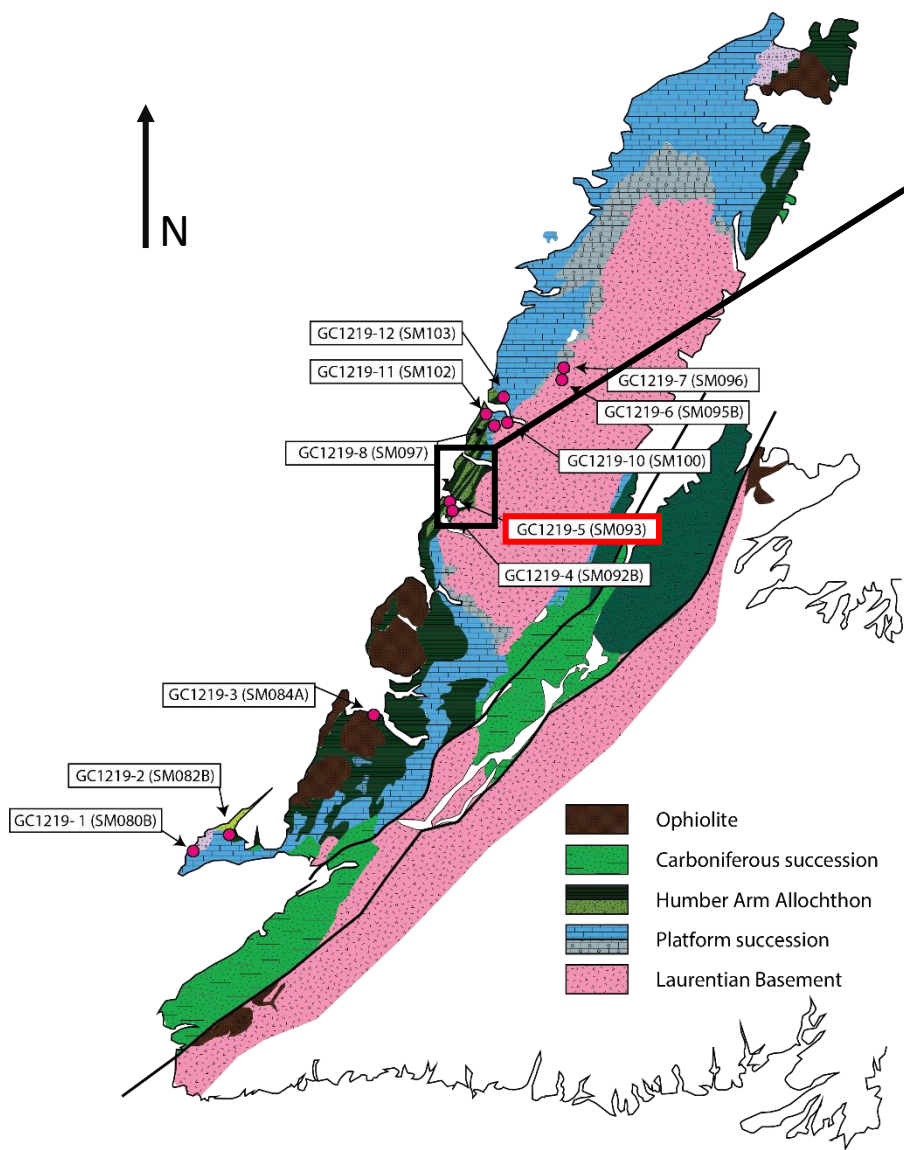 N
GC1219-12 (SM103)
GC1219-11 (SM102)
GC1219-7 (SM096)
GC1219-6 (SM095B)
GC1219-8 (SM097)
GC1219-10 (SM100)
GC1219-5 (SM093)
GC1219-4 (SM092B)
GC1219-3 (SM084A)
GC1219-2 (SM082B)
GC1219- 1 (SM080B)
Ophiolite
Carboniferous succession
Humber Arm Allochthon
Platform succession
Laurentian Basement